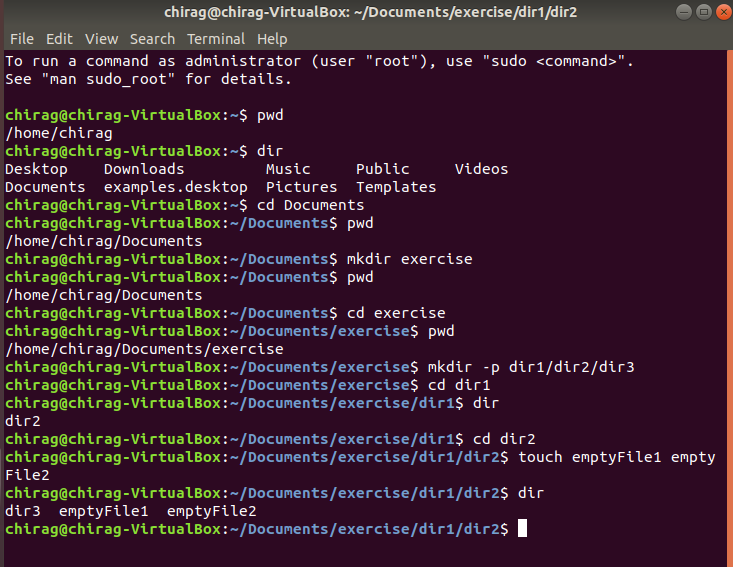 chirag@chirag-VirtualBox: ~/Documents/exercise/dir1/dir2
File Edit View Search Terminal Help
To run a command as administrator (user "root"), use "sudo <command>".
See "man sudo_root" for details.
chirag@chirag-VirtualBox:~$ pwd
/home/chirag
chirag@chirag-VirtualBox:~$ dir
Desktop    Downloads         Music     Public     Videos
Documents  examples.desktop  Pictures  Templates
chirag@chirag-VirtualBox:~$ cd Documents
chirag@chirag-VirtualBox:~/Documents$ pwd
/home/chirag/Documents
chirag@chirag-VirtualBox:~/Documents$ mkdir exercise
chirag@chirag-VirtualBox:~/Documents$ pwd
/home/chirag/Documents
chirag@chirag-VirtualBox:~/Documents$ cd exercise
chirag@chirag-VirtualBox:~/Documents/exercise$ pwd
/home/chirag/Documents/exercise
chirag@chirag-VirtualBox:~/Documents/exercise$ mkdir -p dir1/dir2/dir3
chirag@chirag-VirtualBox:~/Documents/exercise$ cd dir1
chirag@chirag-VirtualBox:~/Documents/exercise/dir1$ dir
dir2
chirag@chirag-VirtualBox:~/Documents/exercise/dir1$ cd dir2
chirag@chirag-VirtualBox:~/Documents/exercise/dir1/dir2$ touch emptyFile1 empty
File2
chirag@chirag-VirtualBox:~/Documents/exercise/dir1/dir2$ dir
dir3  emptyFile1  emptyFile2
chirag@chirag-VirtualBox:~/Documents/exercise/dir1/dir2$